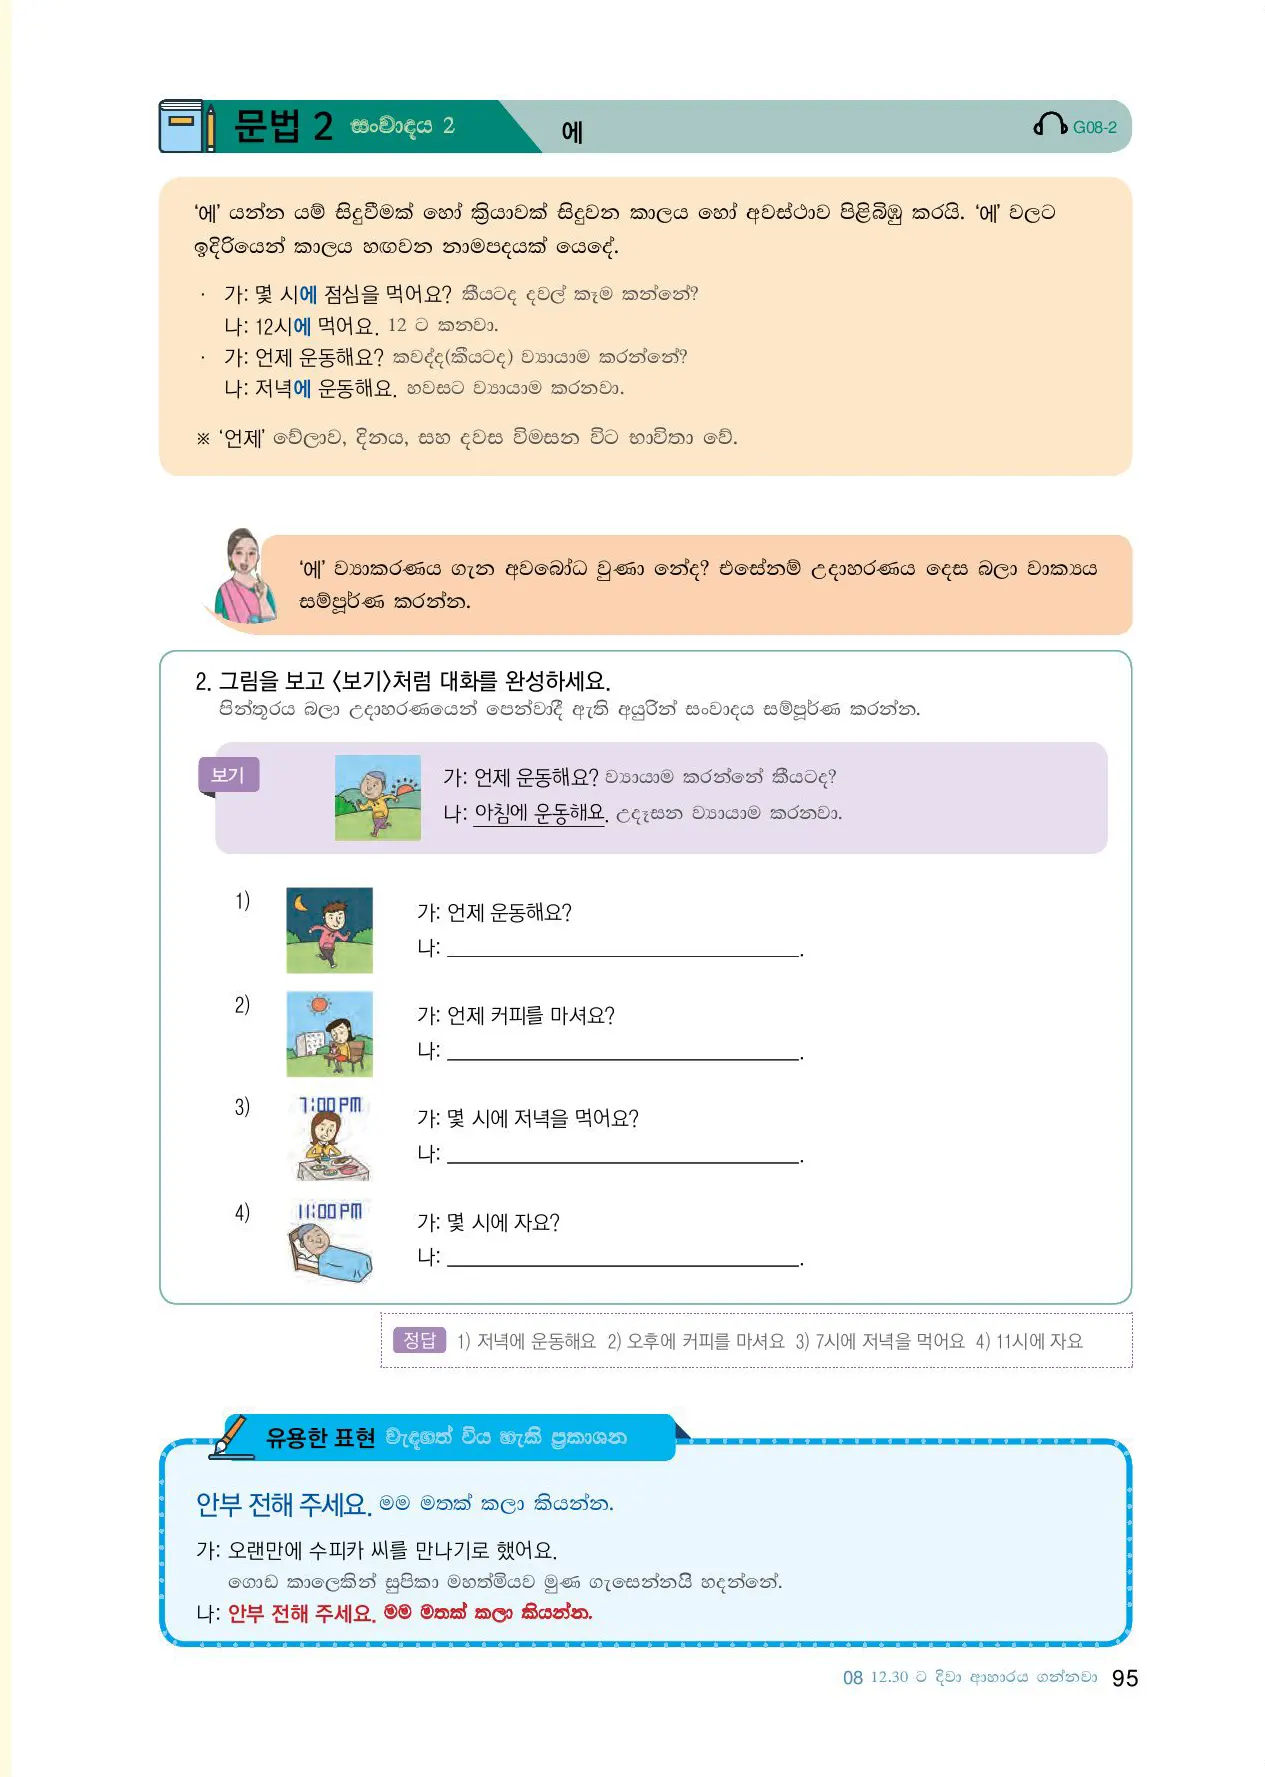 문법 2 සංවාදය 2 에 G08-2
‘에’ යන්න යම් සිදුවීමක් හෝ ක්‍රියාවක් සිදුවන කාලය හෝ අවස්ථාව පිළිබිඹු කරයි. ‘에’ වලට
ඉදිරියෙන් කාලය හඟවන නාමපදයක් යෙදේ.
· 가: 몇 시에 점심을 먹어요? කීයටද දවල් කෑම කන්නේ?
나: 12시에 먹어요. 12 ට කනවා.
· 가: 언제 운동해요? කවද්ද(කීයටද) ව්‍යායාම කරන්නේ?
나: 저녁에 운동해요. හවසට ව්‍යායාම කරනවා.
※ ‘언제’ වේලාව, දිනය, සහ දවස විමසන විට භාවිතා වේ.
‘에’ ව්‍යාකරණය ගැන අවබෝධ වුණා නේද? එසේනම් උදාහරණය දෙස බලා වාක්‍යය
සම්පූර්ණ කරන්න.
2. 그림을 보고 〈보기〉처럼 대화를 완성하세요.
පින්තූරය බලා උදාහරණයෙන් පෙන්වාදී ඇති අයුරින් සංවාදය සම්පූර්ණ කරන්න.
보기
가: 언제 운동해요? ව්‍යායාම කරන්නේ කීයටද?
나: 아침에 운동해요. උදෑසන ව්‍යායාම කරනවා.
1)
가: 언제 운동해요?
나: ______________________________.
2)
가: 언제 커피를 마셔요?
나: ______________________________.
3) 7:00 PM
가: 몇 시에 저녁을 먹어요?
나: ______________________________.
4) 11:00 PM
가: 몇 시에 자요?
나: ______________________________.
정답 1) 저녁에 운동해요 2) 오후에 커피를 마셔요 3) 7시에 저녁을 먹어요 4) 11시에 자요
유용한 표현 වැදගත් විය හැකි ප්‍රකාශන
안부 전해 주세요. මම මතක් කලා කියන්න.
가: 오랜만에 수피카 씨를 만나기로 했어요.
ගොඩ කාලෙකින් සුපිකා මහත්මියව මුණ ගැසෙන්නයි හදන්නේ.
나: 안부 전해 주세요. මම මතක් කලා කියන්න.
08 12.30 ට දිවා ආහාරය ගන්නවා 95